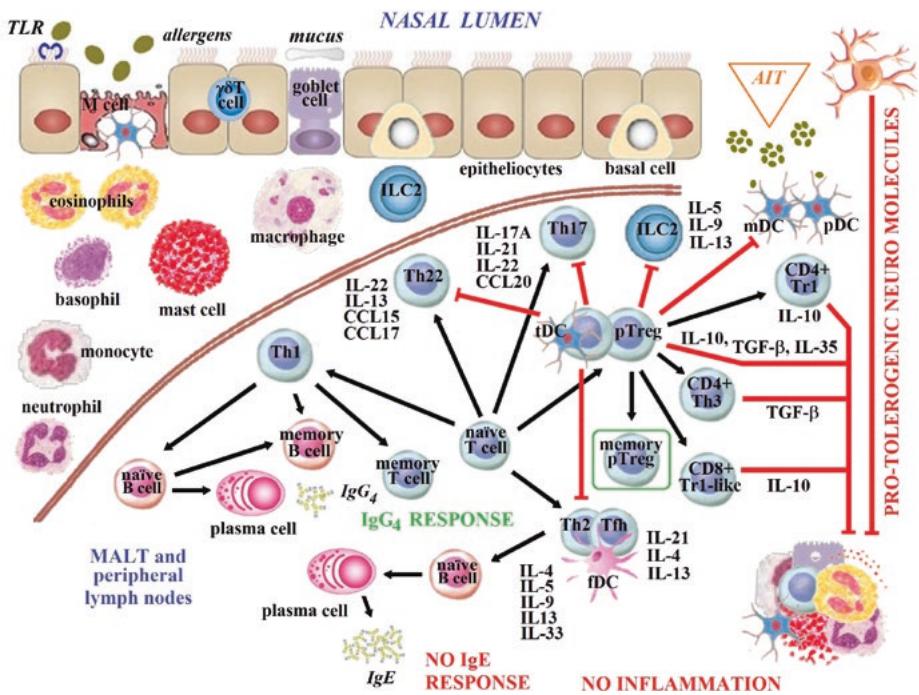 NASAL LUMEN
TLR
allergens
mucus
M cell
γδT
cell
goblet
cell
AIT
epitheliocytes
basal cell
PRO-TOLEROGENIC NEURO MOLECULES
eosinophils
macrophage
ILC2
basophil
mast cell
monocyte
neutrophil
IL-17A
IL-21
IL-22
CCL20
Th17
ILC2
IL-5
IL-9
IL-13
mDC
pDC
IL-22
IL-13
CCL15
CCL17
Th22
CD4+
Tr1
IL-10
tDC
pTreg
IL-10,
TGF-β, IL-35
Th1
CD4+
Th3
TGF-β
memory
B cell
naïve
T cell
memory
pTreg
CD8+
Tr1-like
IL-10
naïve
B cell
plasma cell
IgG4
memory
T cell
IgG4 RESPONSE
MALT and
peripheral
lymph nodes
Th2
Tfh
fDC
IL-21
IL-4
IL-13
plasma cell
naïve
B cell
IL-4
IL-5
IL-9
IL13
IL-33
IgE
NO IgE
RESPONSE
NO INFLAMMATION